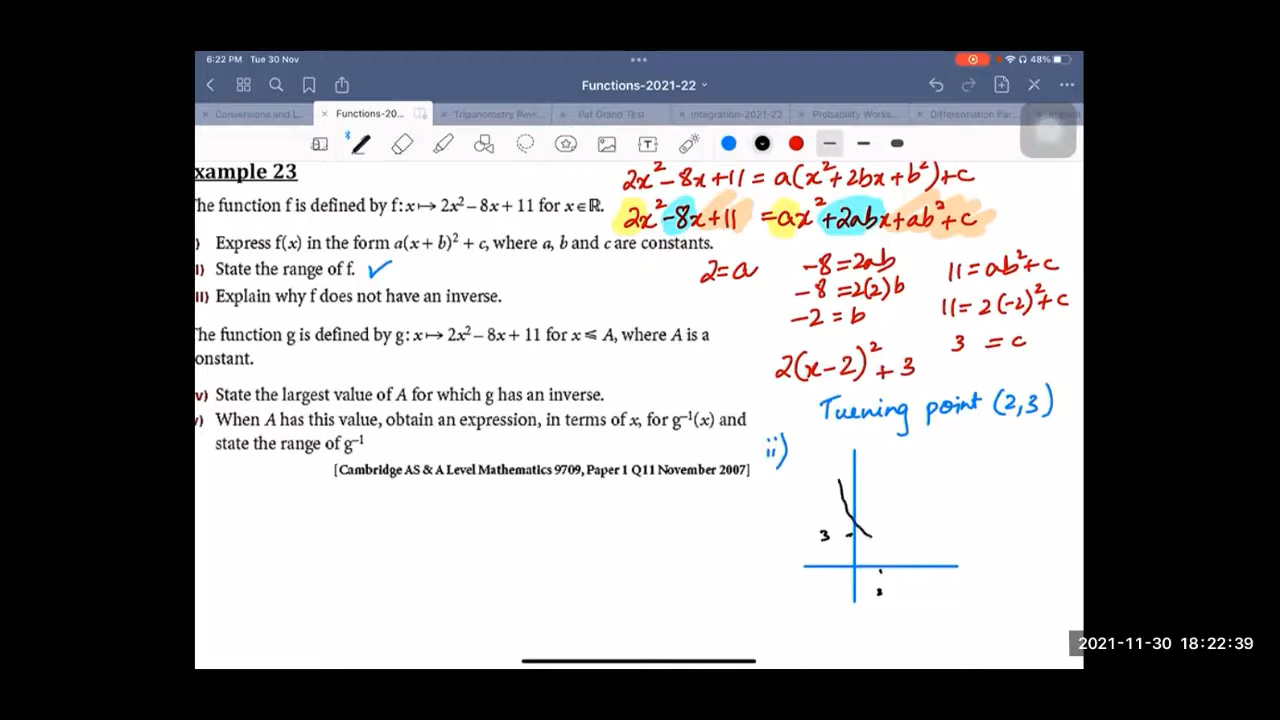 6:22 PM Tue 30 Nov
48%
Functions-2021-22
Conversions and L...
Functions-20...
Trigonometry Revi...
Integration-2021-22
Probability Works...
Differentiation Par...
xample 23
he function f is defined by f: x ↦ 2x² – 8x + 11 for x ∈ ℝ.
) Express f(x) in the form a(x + b)² + c, where a, b and c are constants.
I) State the range of f. ✓
II) Explain why f does not have an inverse.
he function g is defined by g: x ↦ 2x² – 8x + 11 for x ⩽ A, where A is a
onstant.
v) State the largest value of A for which g has an inverse.
) When A has this value, obtain an expression, in terms of x, for g⁻¹(x) and
state the range of g⁻¹
[Cambridge AS & A Level Mathematics 9709, Paper 1 Q11 November 2007]
2x² - 8x + 11 = a(x² + 2bx + b²) + c
2x² - 8x + 11 = ax² + 2abx + ab² + c
2 = a
-8 = 2ab
-8 = 2(2)b
-2 = b
11 = ab² + c
11 = 2(-2)² + c
3 = c
2(x - 2)² + 3
Turning point (2,3)
ii)
3
2021-11-30 18:22:39